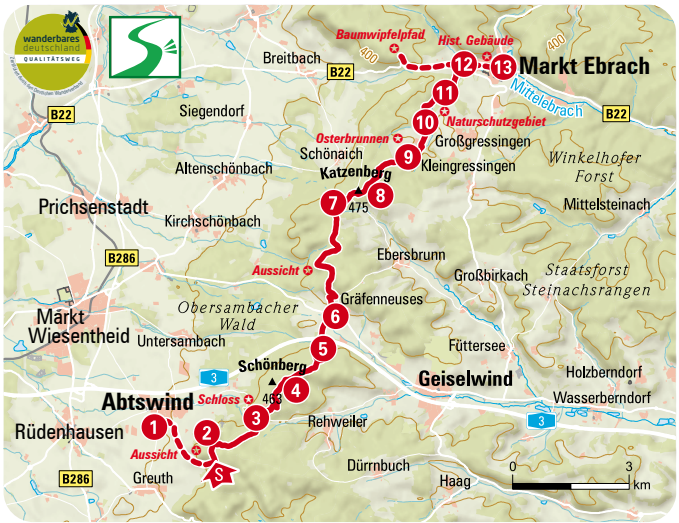 wanderbares
deutschland
QUALITÄTSWEG
Baumwipfelpfad
400
Hist. Gebäude
400
Breitbach
B22
12
13
Markt Ebrach
11
Mittelebrach
B22
B22
Siegendorf
10
Naturschutzgebiet
Osterbrunnen
Großgressingen
Schönaich
9
Kleingressingen
Winkelhofer
Forst
Altenschönbach
Katzenberg
8
7
475
Prichsenstadt
Mittelsteinach
Kirschschönbach
B286
Ebersbrunn
Aussicht
Großbirkach
Staatsforst
Steinachsrangen
Gräfenneuses
Obersambacher
Wald
6
Märkt
Wiesentheid
Untersambach
5
Füttersee
Schönberg
3
463
4
Geiselwind
Holzberndorf
Wasserberndorf
Abtswind
Schloss
3
3
Rehweiler
1
2
Rüdenhausen
Aussicht
S
B286
Greuth
Dürrnbuch
Haag
0
3
km